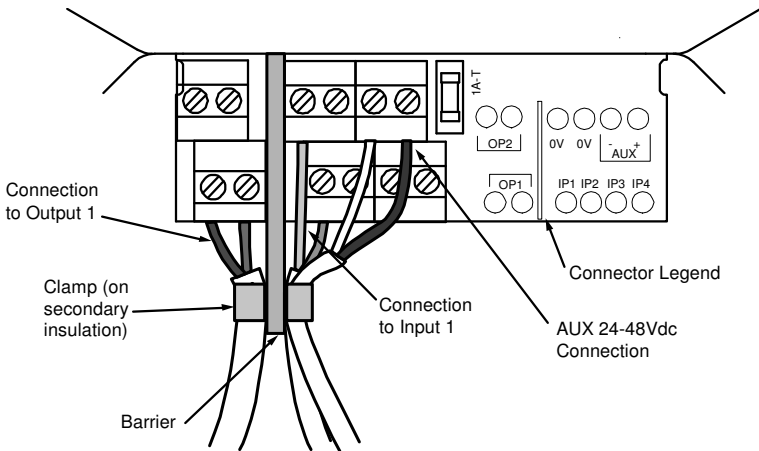 1A-T
OP2
0V 0V
- +
AUX
OP1
IP1 IP2 IP3 IP4
Connection
to Output 1
Clamp (on
secondary
insulation)
Barrier
Connection
to Input 1
AUX 24-48Vdc
Connection
Connector Legend